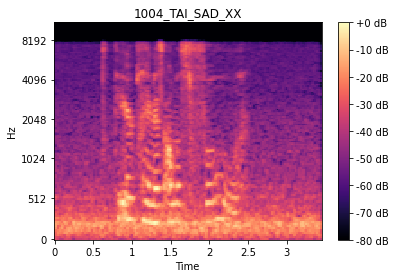 1004_TAI_SAD_XX
8192
4096
2048
1024
512
0
Hz
0 0.5 1 1.5 2 2.5 3
Time
+0 dB
-10 dB
-20 dB
-30 dB
-40 dB
-50 dB
-60 dB
-70 dB
-80 dB